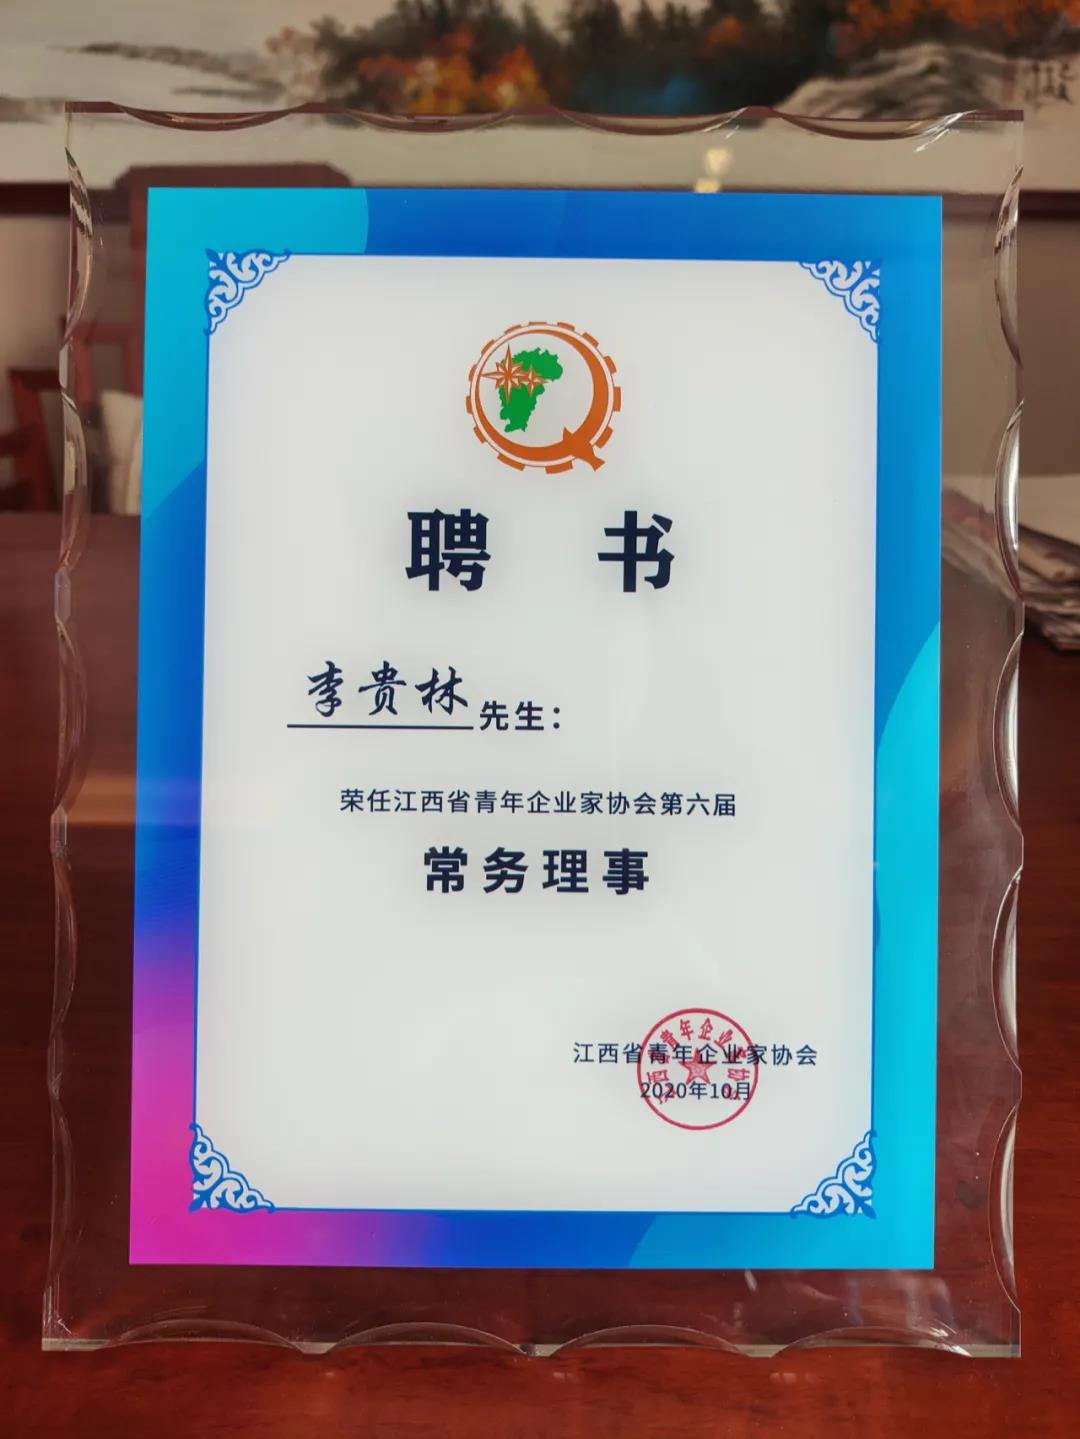 聘 书
李贵林先生：
荣任江西省青年企业家协会第六届
常务理事
江西省青年企业家协会
2020年10月